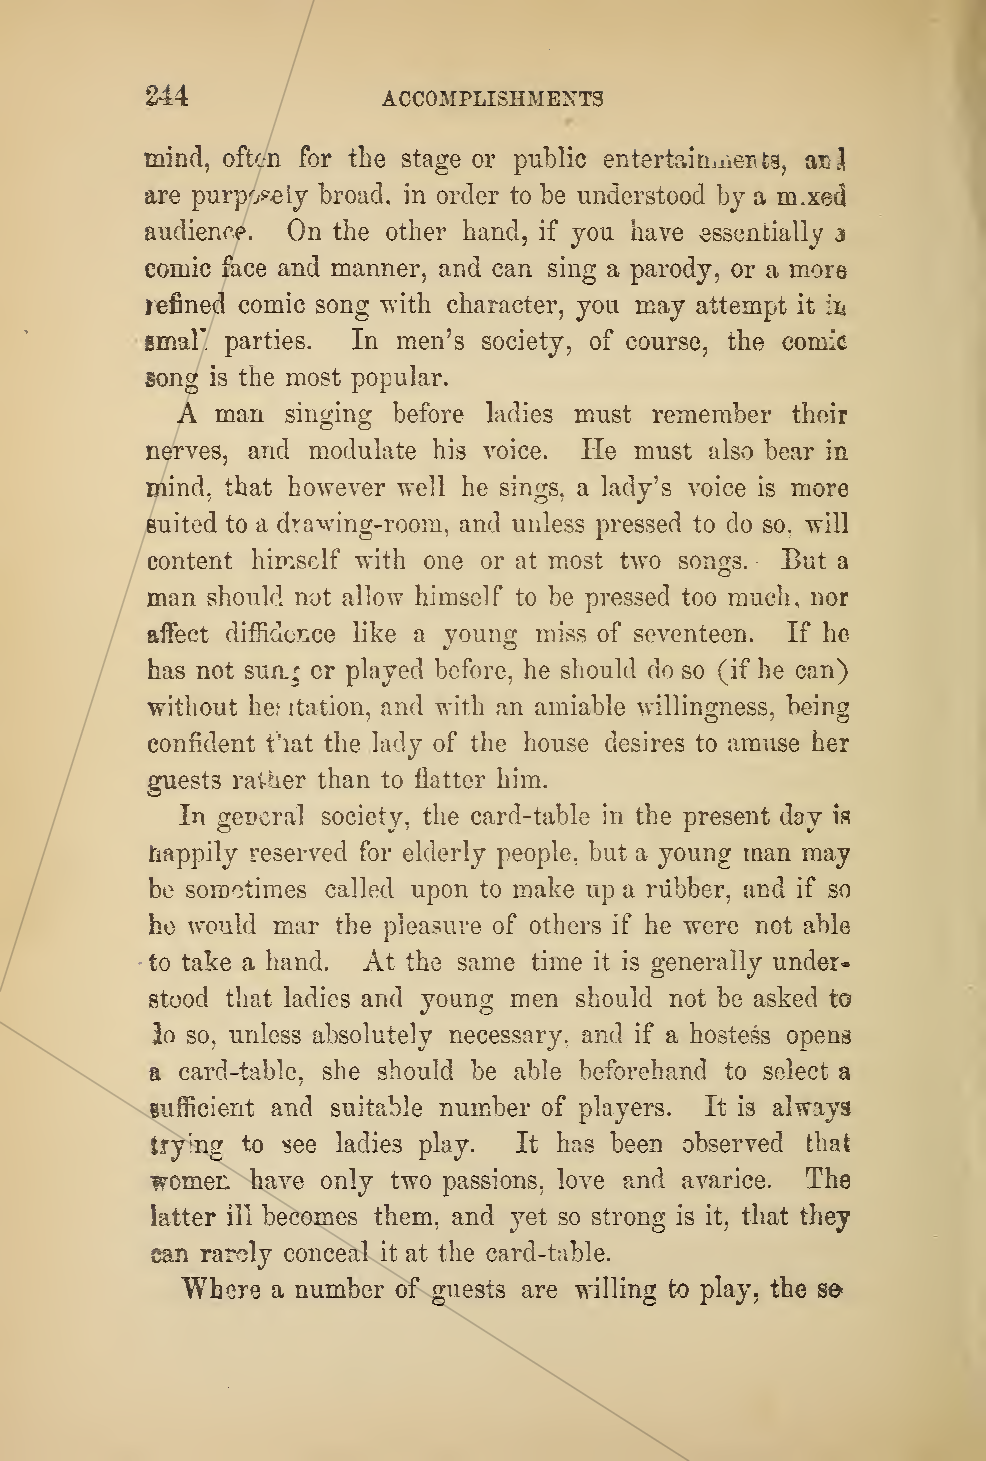 244 ACCOMPLISHMENTS
mind, often for the stage or public entertainments, and
are purposely broad, in order to be understood by a mixed
audience. On the other hand, if you have essentially a
comic face and manner, and can sing a parody, or a more
refined comic song with character, you may attempt it in
small parties. In men's society, of course, the comic
song is the most popular.
A man singing before ladies must remember their
nerves, and modulate his voice. He must also bear in
mind, that however well he sings, a lady's voice is more
suited to a drawing-room, and unless pressed to do so, will
content himself with one or at most two songs. But a
man should not allow himself to be pressed too much, nor
affect diffidence like a young miss of seventeen. If he
has not sung or played before, he should do so (if he can)
without hesitation, and with an amiable willingness, being
confident that the lady of the house desires to amuse her
guests rather than to flatter him.
In general society, the card-table in the present day is
happily reserved for elderly people, but a young man may
be sometimes called upon to make up a rubber, and if so
he would mar the pleasure of others if he were not able
to take a hand. At the same time it is generally under-
stood that ladies and young men should not be asked to
do so, unless absolutely necessary, and if a hostess opens
a card-table, she should be able beforehand to select a
sufficient and suitable number of players. It is always
trying to see ladies play. It has been observed that
women have only two passions, love and avarice. The
latter ill becomes them, and yet so strong is it, that they
can rarely conceal it at the card-table.
Where a number of guests are willing to play, the se-